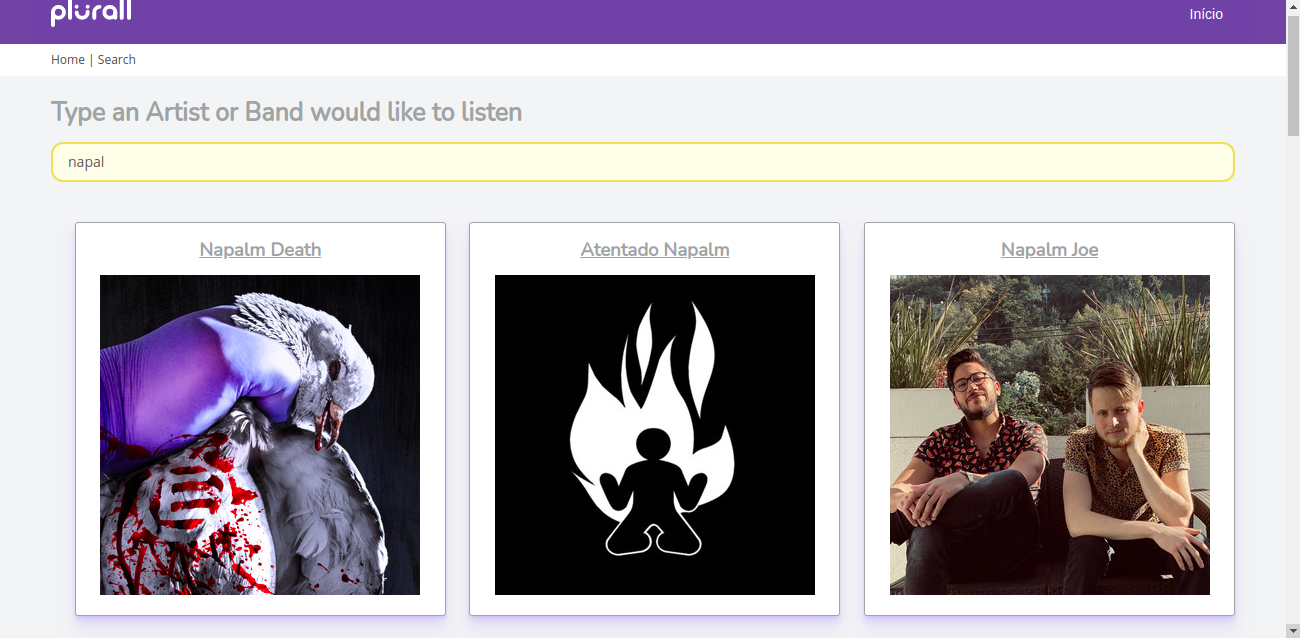 plurall
Início
Home | Search
Type an Artist or Band would like to listen
napal
Napalm Death
Atentado Napalm
Napalm Joe